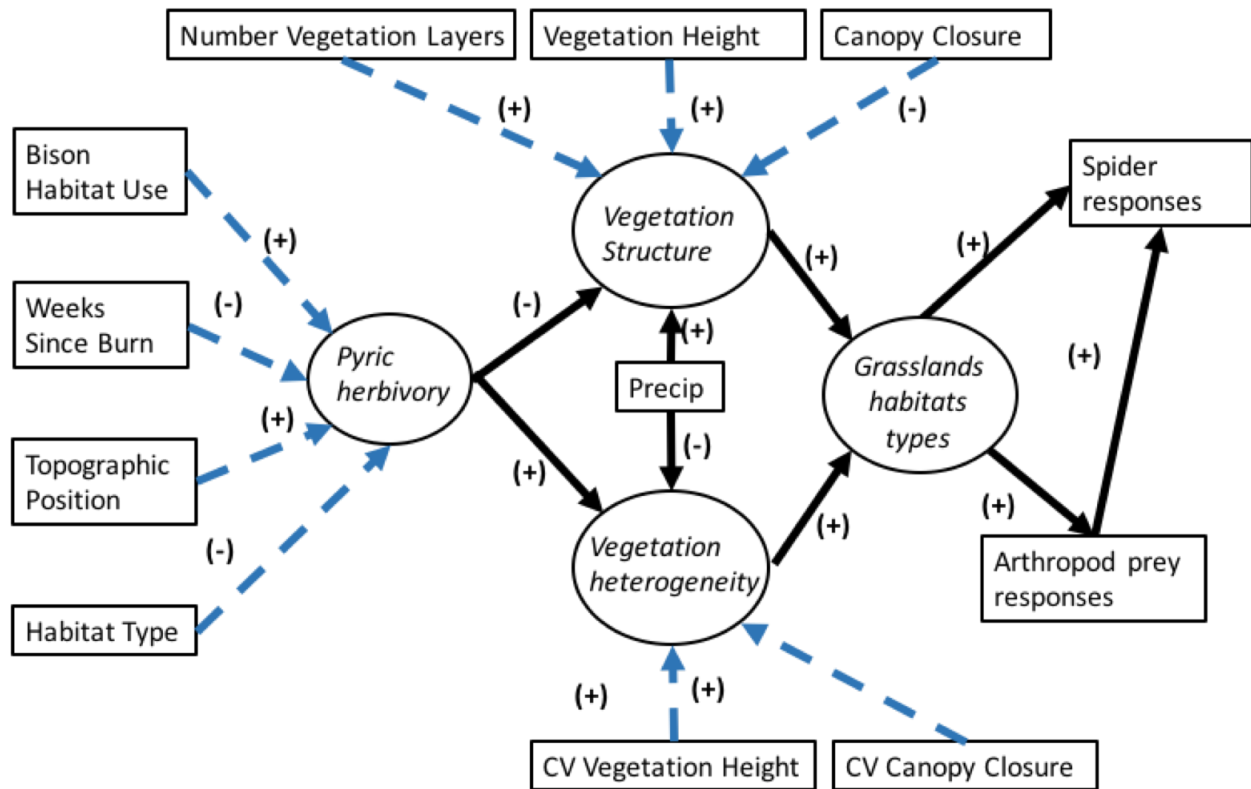 Number Vegetation Layers
Vegetation Height
Canopy Closure
(+)
(+)
(-)
Bison
Habitat Use
(+)
Weeks
Since Burn
(-)
Topographic
Position
(+)
Habitat Type
(-)
Pyric
herbivory
(-)
(+)
Vegetation
Structure
(+)
Precip
(-)
Vegetation
heterogeneity
(+)
(+)
Grasslands
habitats
types
(+)
(+)
Spider
responses
(+)
Arthropod prey
responses
(+)
(+)
CV Vegetation Height
CV Canopy Closure